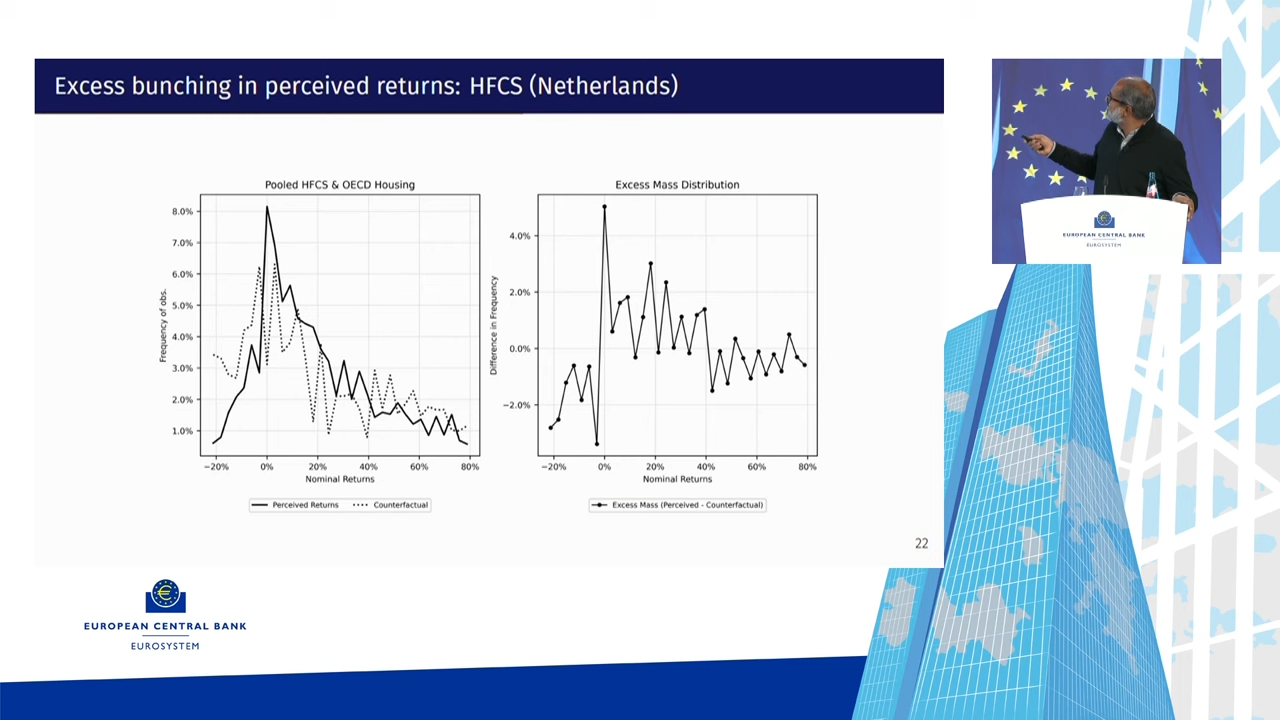 Excess bunching in perceived returns: HFCS (Netherlands)
Pooled HFCS & OECD Housing
8.0%
7.0%
6.0%
5.0%
4.0%
3.0%
2.0%
1.0%
Frequency of obs.
−20% 0% 20% 40% 60% 80%
Nominal Returns
Perceived Returns Counterfactual
Excess Mass Distribution
4.0%
2.0%
0.0%
−2.0%
Difference in Frequency
−20% 0% 20% 40% 60% 80%
Nominal Returns
Excess Mass (Perceived - Counterfactual)
22
EUROPEAN CENTRAL BANK
EUROSYSTEM
EUROPEAN CENTRAL BANK
EUROSYSTEM